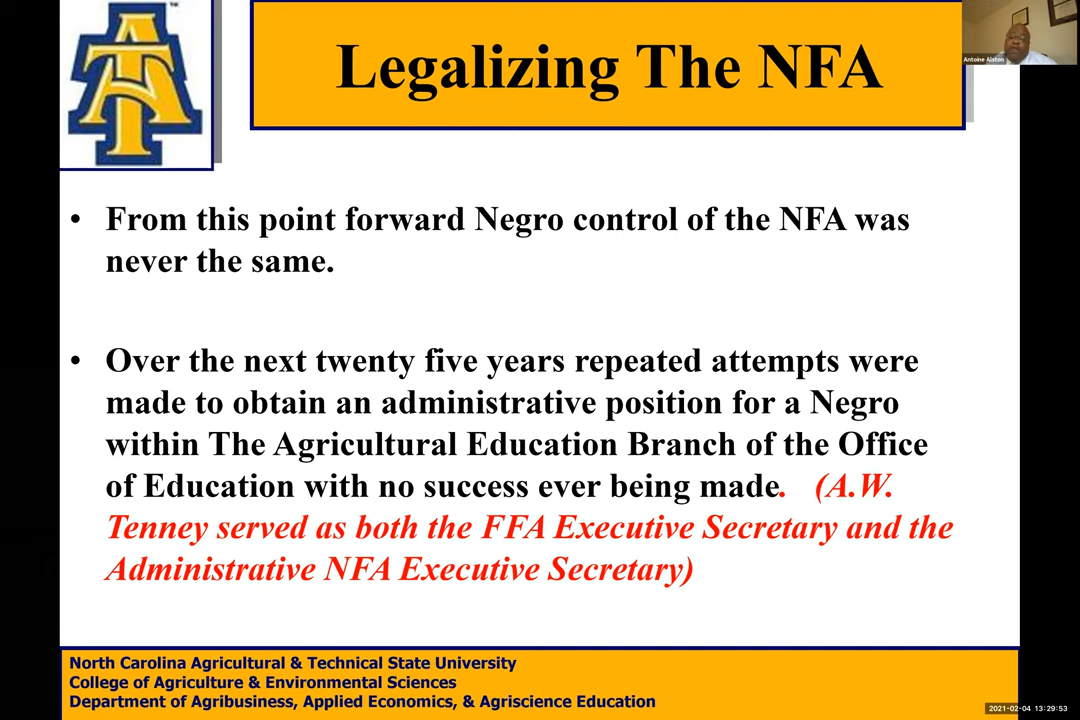 AT
TM
Legalizing The NFA
Antoine Alston
• From this point forward Negro control of the NFA was
never the same.
• Over the next twenty five years repeated attempts were
made to obtain an administrative position for a Negro
within The Agricultural Education Branch of the Office
of Education with no success ever being made. (A.W.
Tenney served as both the FFA Executive Secretary and the
Administrative NFA Executive Secretary)
North Carolina Agricultural & Technical State University
College of Agriculture & Environmental Sciences
Department of Agribusiness, Applied Economics, & Agriscience Education
2021-02-04 13:29:53